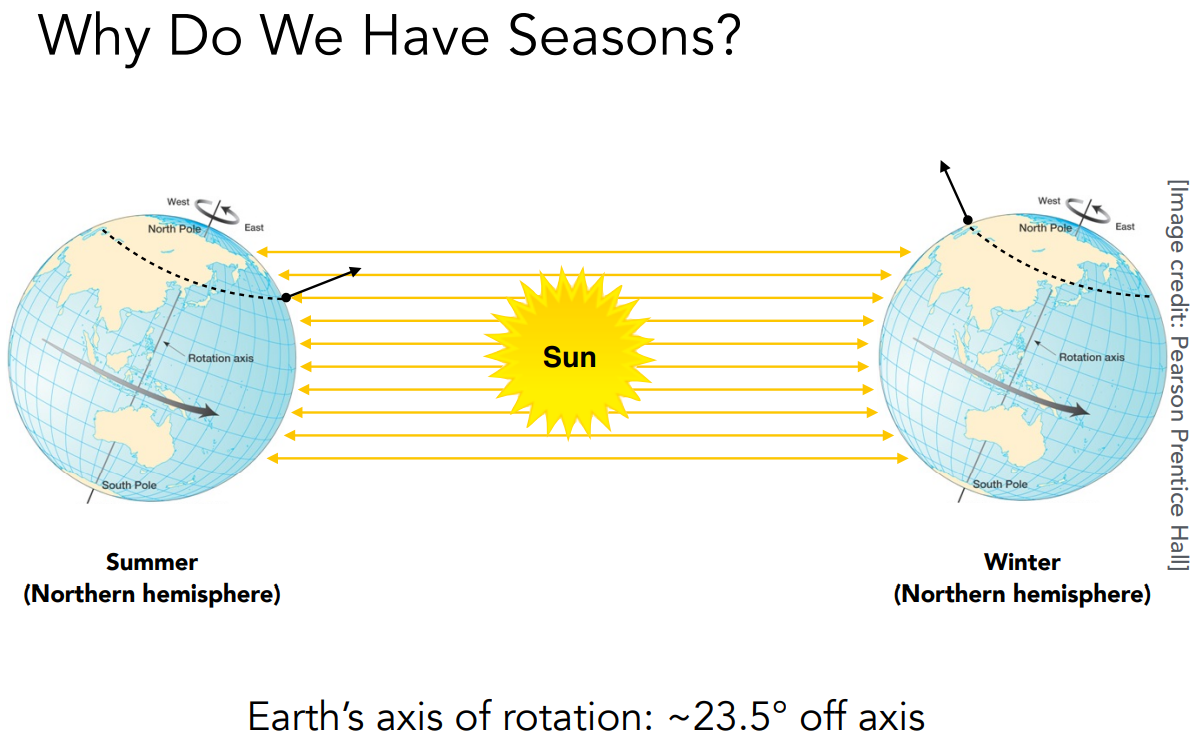 Why Do We Have Seasons?
West
North Pole
East
Rotation axis
South Pole
Sun
West
North Pole
East
Rotation axis
South Pole
[Image credit: Pearson Prentice Hall]
Summer
(Northern hemisphere)
Winter
(Northern hemisphere)
Earth’s axis of rotation: ~23.5º off axis